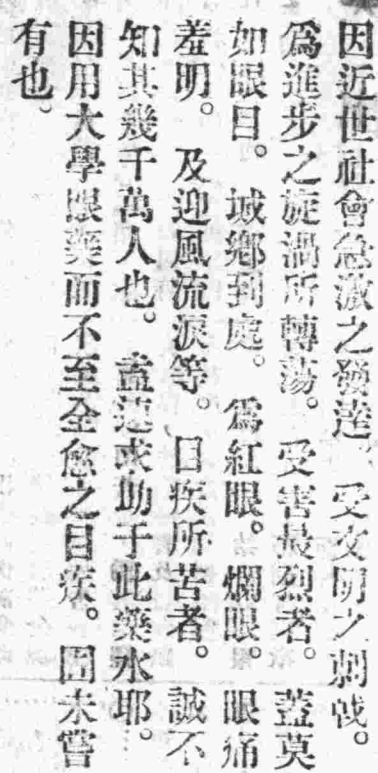 因近世社會急激之發達。受文明之刺戟。
爲進步之旋渦所轉蕩。受害最烈者。蓋莫
如眼目。城鄉到處。爲紅眼。爛眼。眼痛
羞明。及迎風流淚等。目疾所苦者。誠不
知其幾千萬人也。盍速求助于此藥水耶。
因用大學眼藥而不至全愈之目疾。固未嘗
有也。